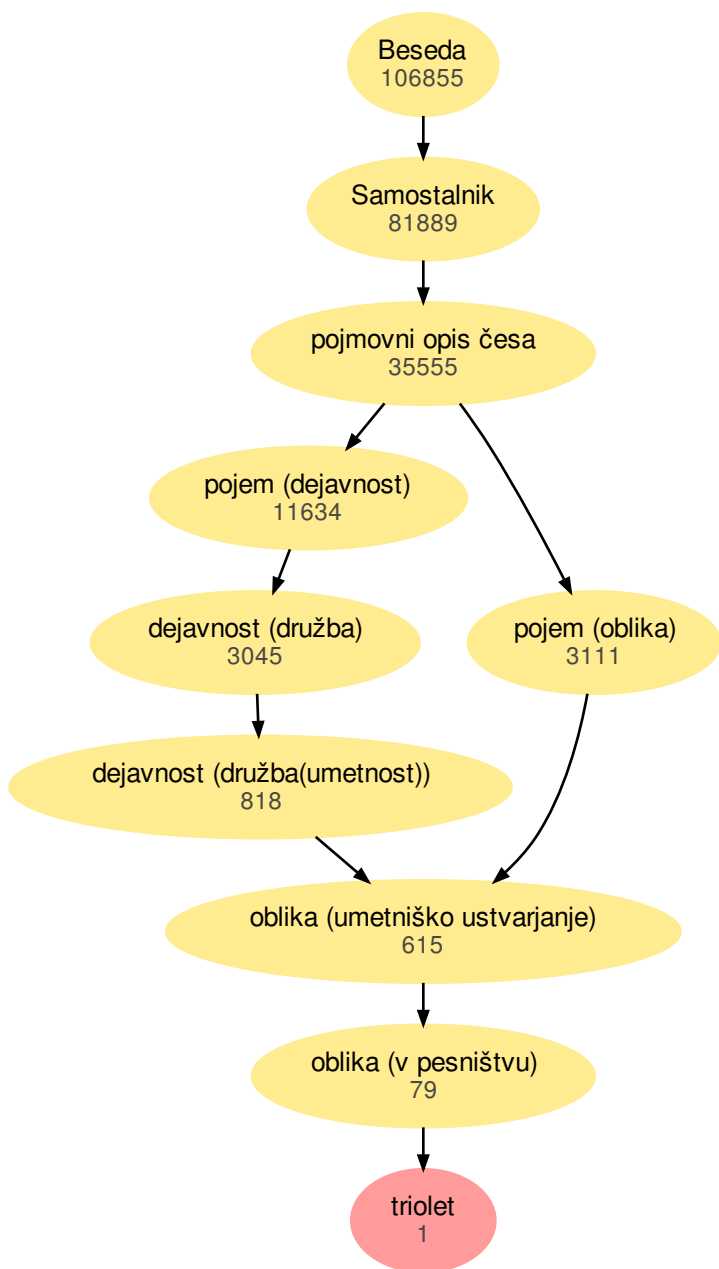 Beseda
106855
Samostalnik
81889
pojmovni opis česa
35555
pojem (dejavnost)
11634
dejavnost (družba)
3045
pojem (oblika)
3111
dejavnost (družba(umetnost))
818
oblika (umetniško ustvarjanje)
615
oblika (v pesništvu)
79
triolet
1